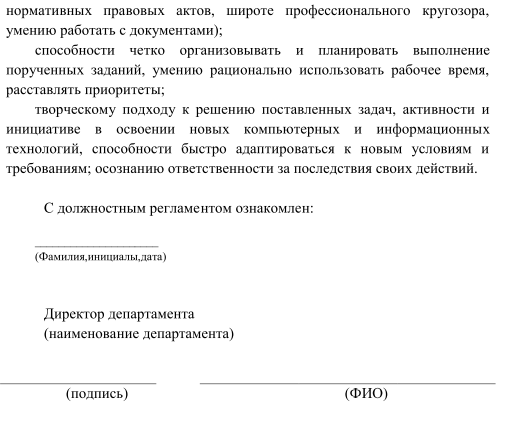 нормативных правовых актов, широте профессионального кругозора,
умению работать с документами);
способности четко организовывать и планировать выполнение
порученных заданий, умению рационально использовать рабочее время,
расставлять приоритеты;
творческому подходу к решению поставленных задач, активности и
инициативе в освоении новых компьютерных и информационных
технологий, способности быстро адаптироваться к новым условиям и
требованиям; осознанию ответственности за последствия своих действий.
С должностным регламентом ознакомлен:
(Фамилия,инициалы,дата)
Директор департамента
(наименование департамента)
(подпись) (ФИО)